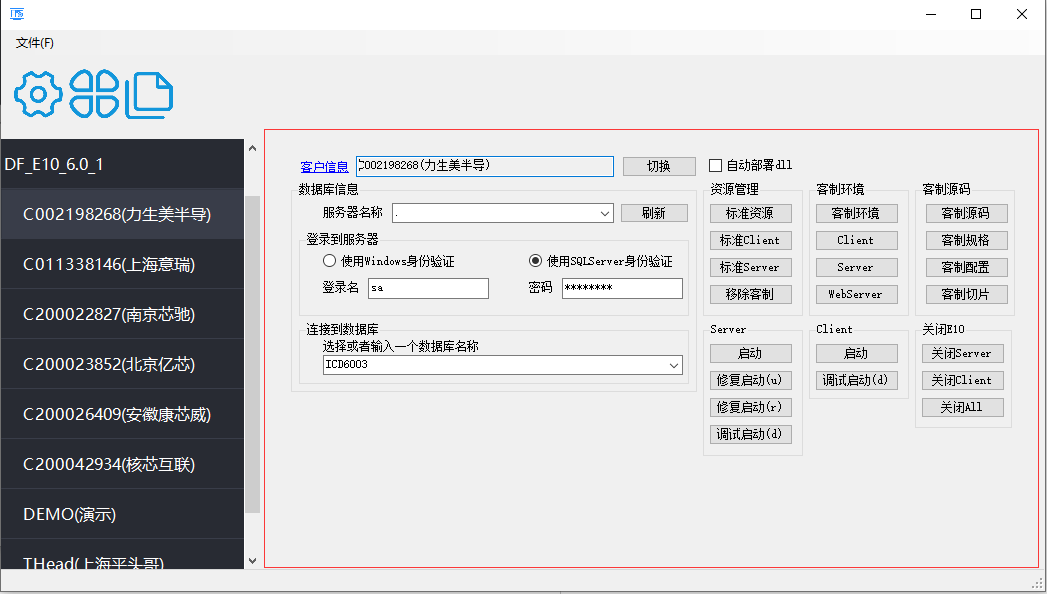 文件(F)
DF_E10_6.0_1
C002198268(力生美半导)
C011338146(上海意瑞)
C200022827(南京芯驰)
C200023852(北京亿芯)
C200026409(安徽康芯威)
C200042934(核芯互联)
DEMO(演示)
THead(上海平头哥)
客户信息 C002198268(力生美半导) 切换 自动部署dll
数据库信息
服务器名称 . 刷新
登录到服务器
使用Windows身份验证 使用SQLServer身份验证
登录名 sa 密码 ********
连接到数据库
选择或者输入一个数据库名称
ICD6003
资源管理
标准资源
标准Client
标准Server
移除客制
客制环境
客制环境
Client
Server
WebServer
客制源码
客制源码
客制规格
客制配置
客制切片
Server
启动
修复启动(u)
修复启动(r)
调试启动(d)
Client
启动
调试启动(d)
关闭E10
关闭Server
关闭Client
关闭All